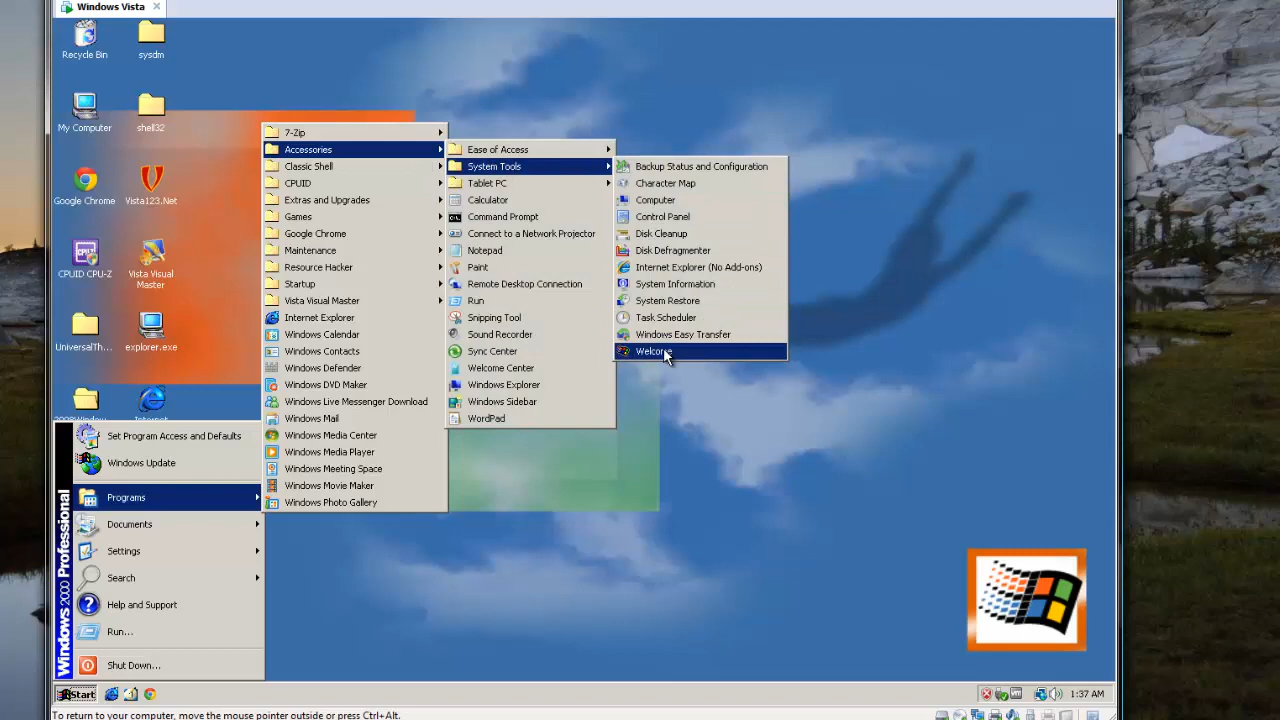 Windows Vista
Recycle Bin
sysdm
My Computer
shell32
Google Chrome
Vista123.Net
CPUID CPU-Z
Vista Visual
Master
UniversalTh...
explorer.exe
Internet
Set Program Access and Defaults
Windows Update
Programs
Documents
Settings
Search
Help and Support
Run...
Shut Down...
Windows 2000 Professional
7-Zip
Accessories
Classic Shell
CPUID
Extras and Upgrades
Games
Google Chrome
Maintenance
Resource Hacker
Startup
Vista Visual Master
Internet Explorer
Windows Calendar
Windows Contacts
Windows Defender
Windows DVD Maker
Windows Live Messenger Download
Windows Mail
Windows Media Center
Windows Media Player
Windows Meeting Space
Windows Movie Maker
Windows Photo Gallery
Ease of Access
System Tools
Tablet PC
Calculator
Command Prompt
Connect to a Network Projector
Notepad
Paint
Remote Desktop Connection
Run
Snipping Tool
Sound Recorder
Sync Center
Welcome Center
Windows Explorer
Windows Sidebar
WordPad
Backup Status and Configuration
Character Map
Computer
Control Panel
Disk Cleanup
Disk Defragmenter
Internet Explorer (No Add-ons)
System Information
System Restore
Task Scheduler
Windows Easy Transfer
Welcome
Start
1:37 AM
To return to your computer, move the mouse pointer outside or press Ctrl+Alt.